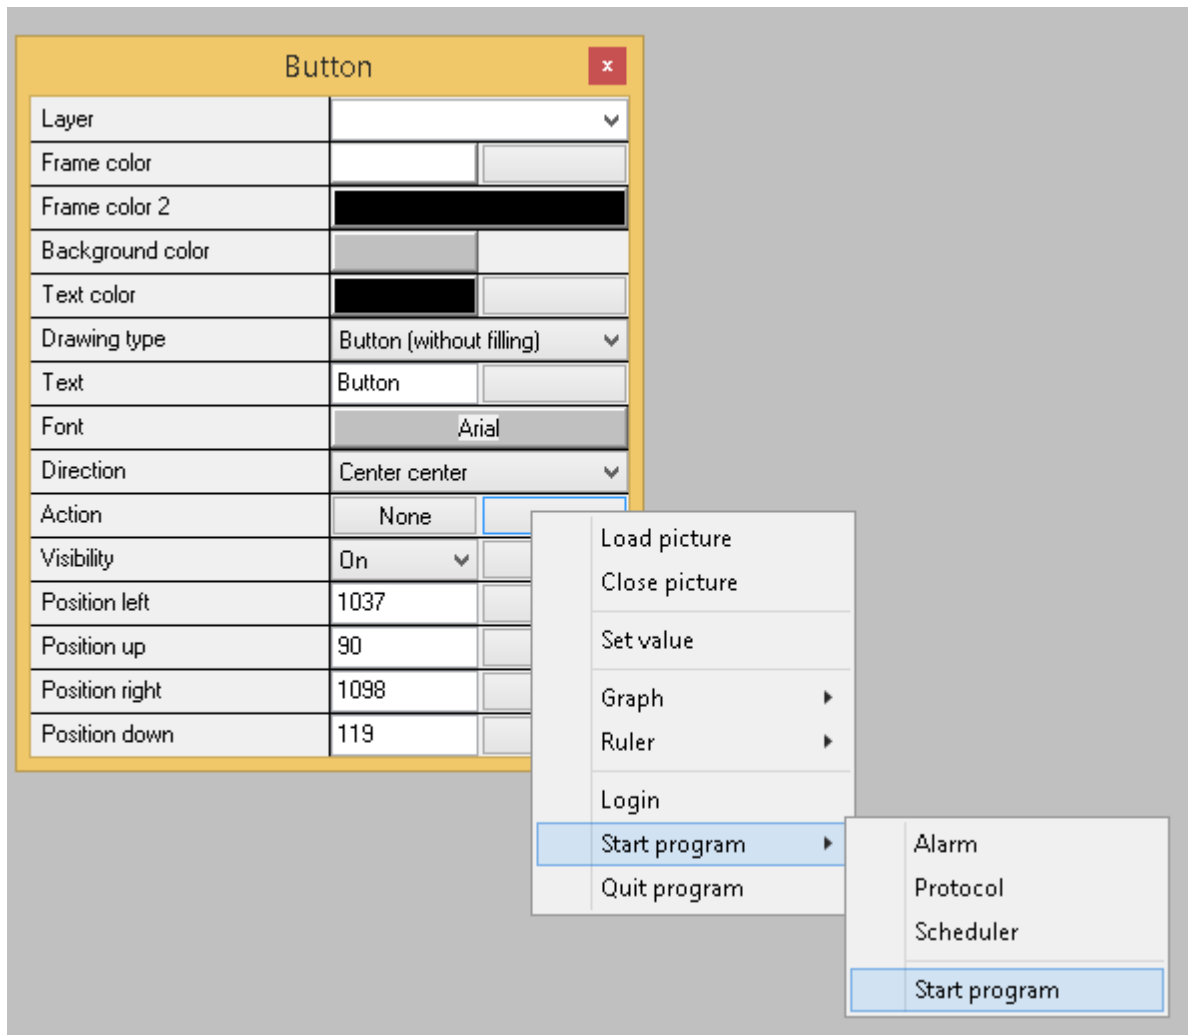 Button
x
Layer
Frame color
Frame color 2
Background color
Text color
Drawing type Button (without filling)
Text Button
Font Arial
Direction Center center
Action None
Visibility On
Position left 1037
Position up 90
Position right 1098
Position down 119
Load picture
Close picture
Set value
Graph
Ruler
Login
Start program
Quit program
Alarm
Protocol
Scheduler
Start program